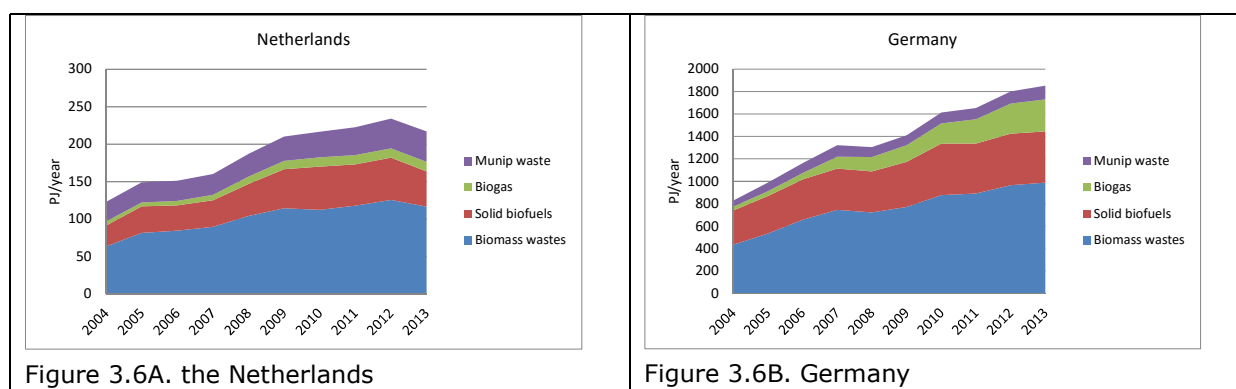 Netherlands
PJ/year
300
250
200
150
100
50
0
2004 2005 2006 2007 2008 2009 2010 2011 2012 2013
Munip waste
Biogas
Solid biofuels
Biomass wastes
Figure 3.6A. the Netherlands
Germany
PJ/year
2000
1800
1600
1400
1200
1000
800
600
400
200
0
2004 2005 2006 2007 2008 2009 2010 2011 2012 2013
Munip waste
Biogas
Solid biofuels
Biomass wastes
Figure 3.6B. Germany